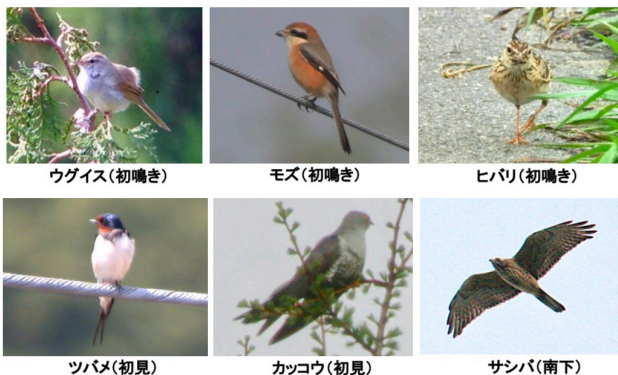 ウグイス(初鳴き)
モズ(初鳴き)
ヒバリ(初鳴き)
ツバメ(初見)
カッコウ(初見)
サシバ(南下)